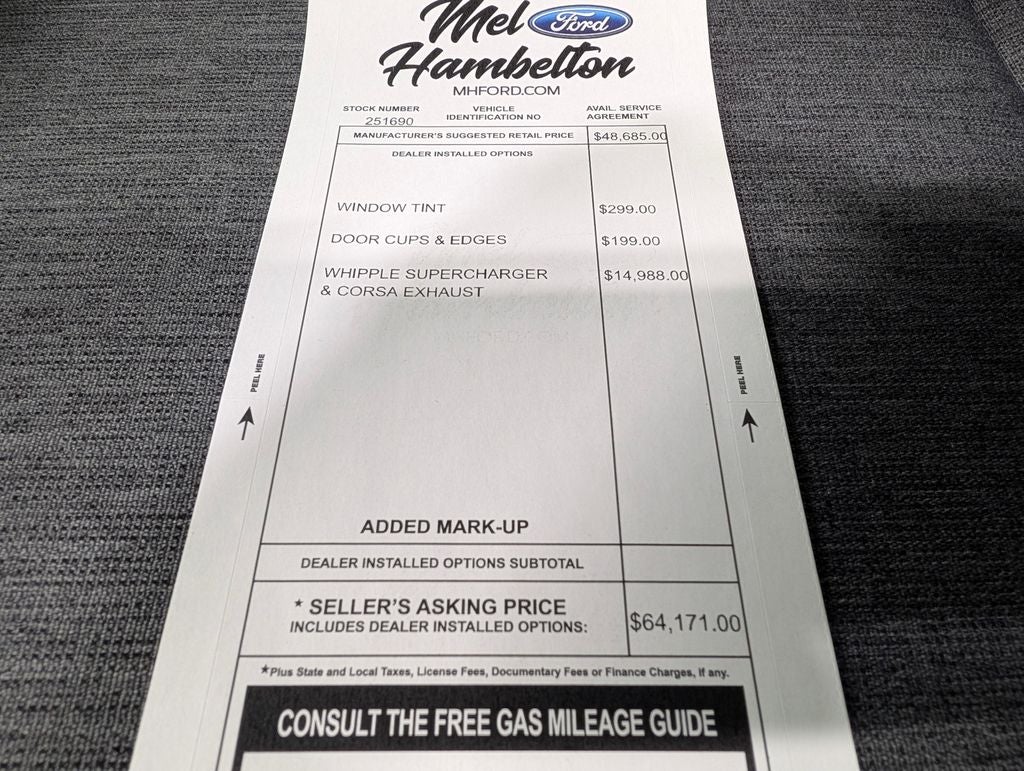 Mel Ford
Hambelton
MHFORD.COM
STOCK NUMBER VEHICLE IDENTIFICATION NO AVAIL. SERVICE AGREEMENT
251690
MANUFACTURER'S SUGGESTED RETAIL PRICE $48,685.00
DEALER INSTALLED OPTIONS
WINDOW TINT $299.00
DOOR CUPS & EDGES $199.00
WHIPPLE SUPERCHARGER $14,988.00
& CORSA EXHAUST
MHFORD.COM
PEEL HERE PEEL HERE
ADDED MARK-UP
DEALER INSTALLED OPTIONS SUBTOTAL
* SELLER'S ASKING PRICE
INCLUDES DEALER INSTALLED OPTIONS: $64,171.00
*Plus State and Local Taxes, License Fees, Documentary Fees or Finance Charges, if any.
CONSULT THE FREE GAS MILEAGE GUIDE